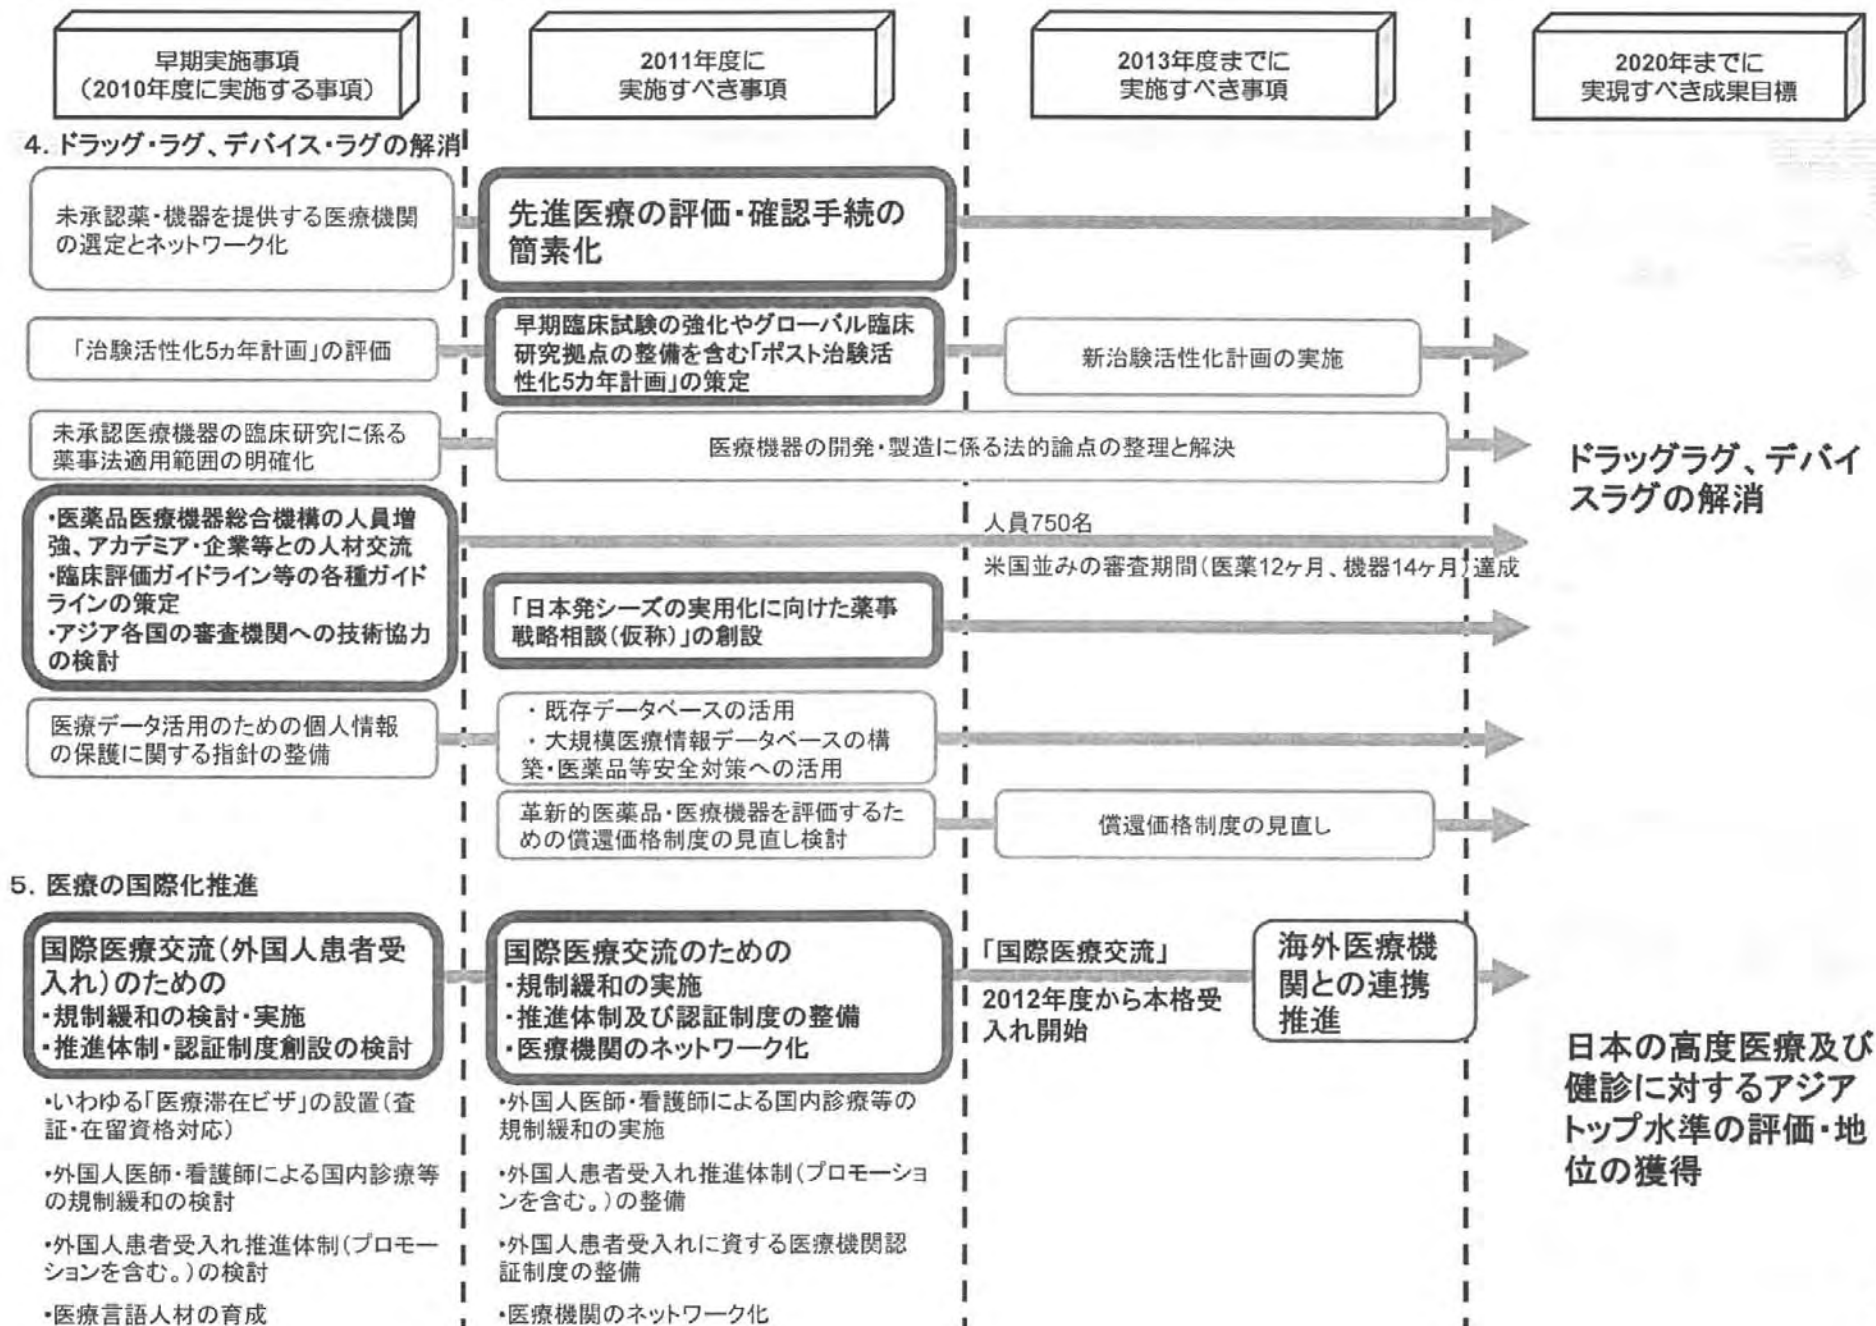 早期実施事項
(2010年度に実施する事項)
2011年度に
実施すべき事項
2013年度までに
実施すべき事項
2020年までに
実現すべき成果目標
4. ドラッグ・ラグ、デバイス・ラグの解消
未承認薬・機器を提供する医療機関
の選定とネットワーク化
先進医療の評価・確認手続の
簡素化
「治験活性化5ヵ年計画」の評価
早期臨床試験の強化やグローバル臨床
研究拠点の整備を含む「ポスト治験活
性化5カ年計画」の策定
新治験活性化計画の実施
未承認医療機器の臨床研究に係る
薬事法適用範囲の明確化
医療機器の開発・製造に係る法的論点の整理と解決
・医薬品医療機器総合機構の人員増
強、アカデミア・企業等との人材交流
・臨床評価ガイドライン等の各種ガイド
ラインの策定
・アジア各国の審査機関への技術協力
の検討
人員750名
米国並みの審査期間(医薬12ヶ月、機器14ヶ月)達成
「日本発シーズの実用化に向けた薬事
戦略相談(仮称)」の創設
医療データ活用のための個人情報
の保護に関する指針の整備
・既存データベースの活用
・大規模医療情報データベースの構
築・医薬品等安全対策への活用
革新的医薬品・医療機器を評価するた
めの償還価格制度の見直し検討
償還価格制度の見直し
ドラッグラグ、デバイ
スラグの解消
5. 医療の国際化推進
国際医療交流(外国人患者受
入れ)のための
・規制緩和の検討・実施
・推進体制・認証制度創設の検討
・いわゆる「医療滞在ビザ」の設置(査
証・在留資格対応)
・外国人医師・看護師による国内診療等
の規制緩和の検討
・外国人患者受入れ推進体制(プロモー
ションを含む。)の検討
・医療言語人材の育成
国際医療交流のための
・規制緩和の実施
・推進体制及び認証制度の整備
・医療機関のネットワーク化
・外国人医師・看護師による国内診療等の
規制緩和の実施
・外国人患者受入れ推進体制(プロモーショ
ンを含む。)の整備
・外国人患者受入れに資する医療機関認
証制度の整備
・医療機関のネットワーク化
「国際医療交流」
2012年度から本格受
入れ開始
海外医療機
関との連携
推進
日本の高度医療及び
健診に対するアジア
トップ水準の評価・地
位の獲得